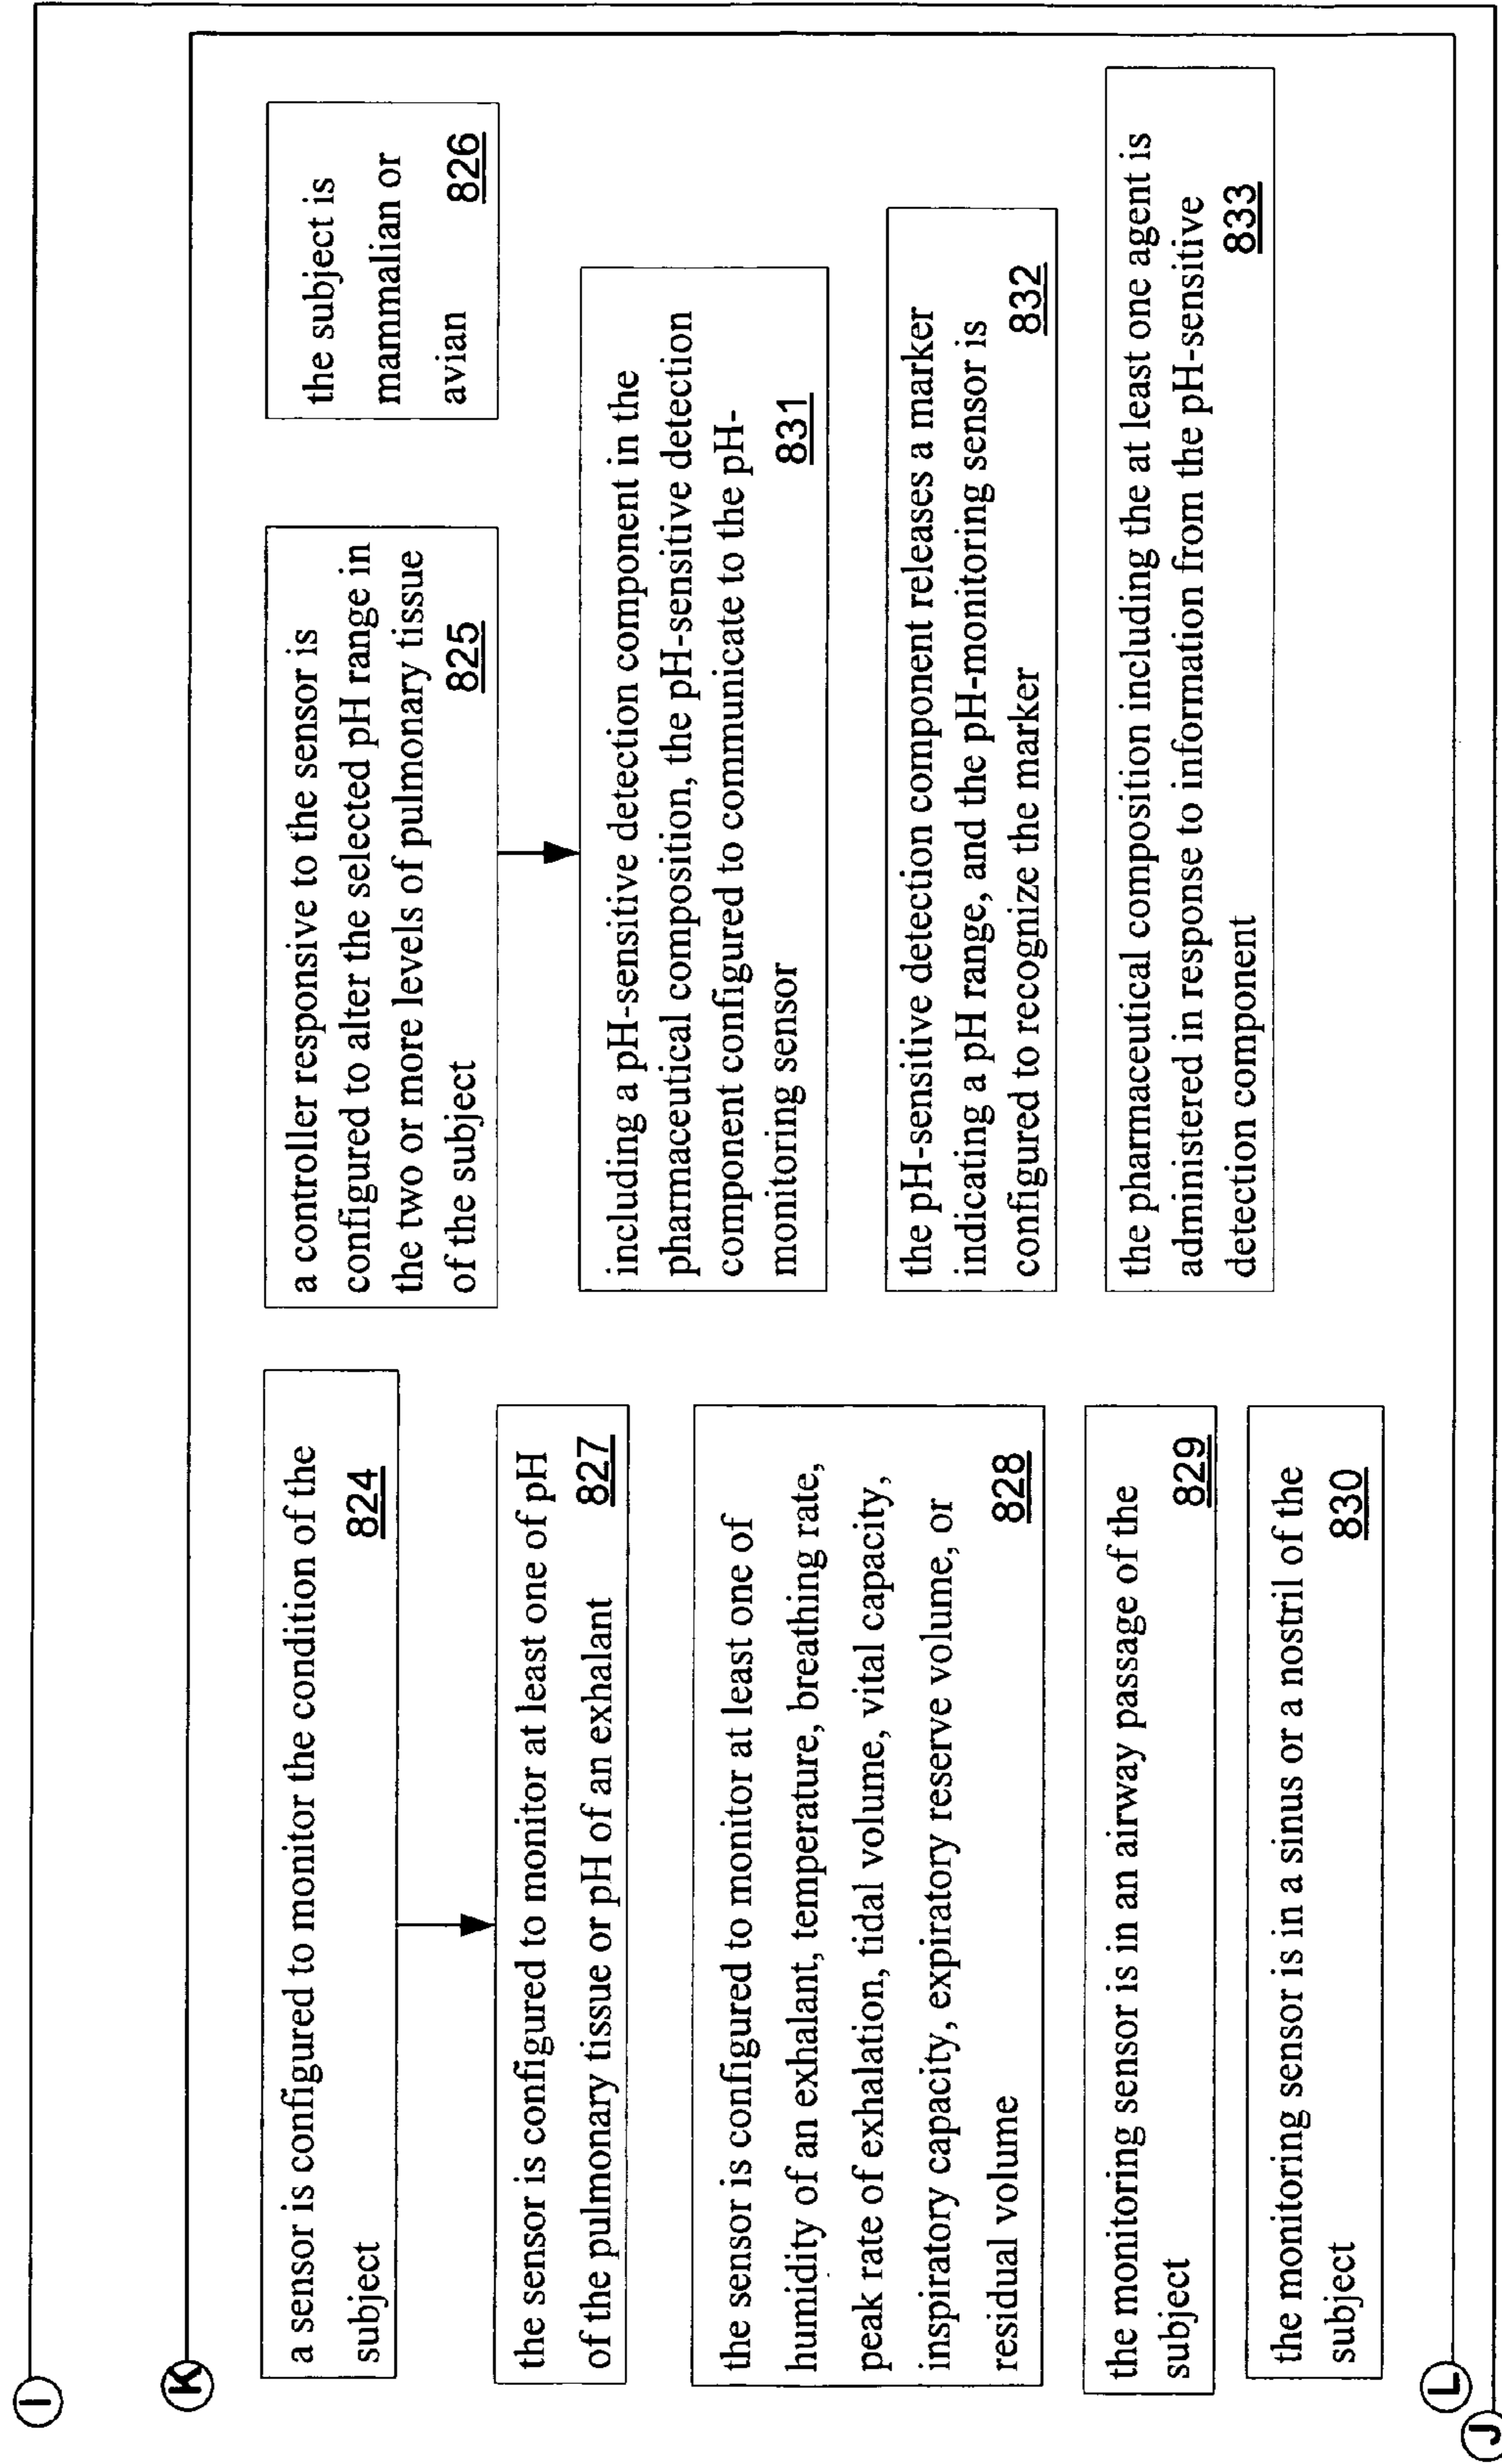 I
K
a sensor is configured to monitor the condition of the
subject 824
a controller responsive to the sensor is
configured to alter the selected pH range in
the two or more levels of pulmonary tissue
of the subject 825
the subject is
mammalian or
avian 826
the sensor is configured to monitor at least one of pH
of the pulmonary tissue or pH of an exhalant 827
the sensor is configured to monitor at least one of
humidity of an exhalant, temperature, breathing rate,
peak rate of exhalation, tidal volume, vital capacity,
inspiratory capacity, expiratory reserve volume, or
residual volume 828
the monitoring sensor is in an airway passage of the
subject 829
the monitoring sensor is in a sinus or a nostril of the
subject 830
including a pH-sensitive detection component in the
pharmaceutical composition, the pH-sensitive detection
component configured to communicate to the pH-
monitoring sensor 831
the pH-sensitive detection component releases a marker
indicating a pH range, and the pH-monitoring sensor is
configured to recognize the marker 832
the pharmaceutical composition including the at least one agent is
administered in response to information from the pH-sensitive
detection component 833
L
J